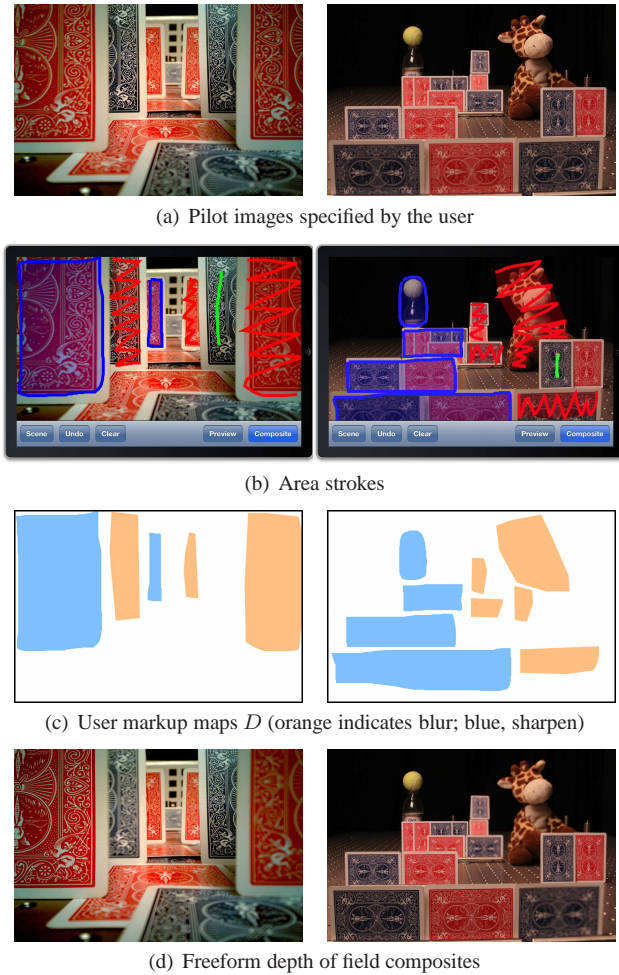 (a) Pilot images specified by the user
Scene Undo Clear Preview Composite Scene Undo Clear Preview Composite
(b) Area strokes
(c) User markup maps D (orange indicates blur; blue, sharpen)
(d) Freeform depth of field composites